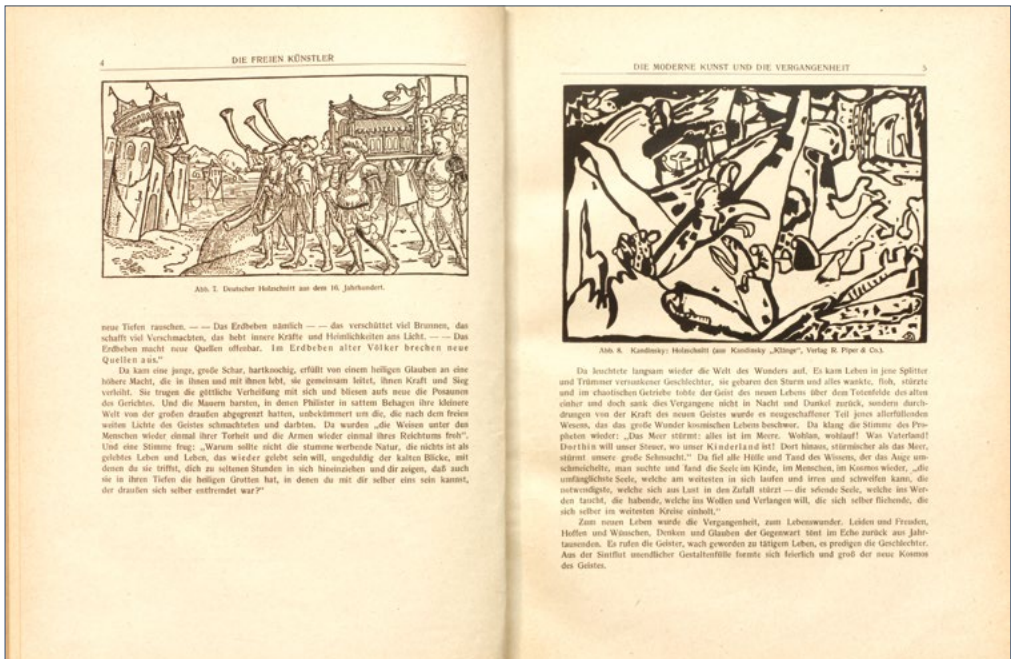 4
DIE FREIEN KÜNSTLER
Abb. 7. Deutscher Holzschnitt aus dem 16. Jahrhundert.
neue Tiefen rauschen. — — Das Erdbeben nämlich — — das verschüttet viel Brunnen, das
schafft viel Verschmachten, das hebt innere Kräfte und Heimlichkeiten ans Licht. — — Das
Erdbeben macht neue Quellen offenbar. Im Erdbeben alter Völker brechen neue
Quellen aus.“
Da kam eine junge, große Schar, hartknochig, erfüllt von einem heiligen Glauben an eine
höhere Macht, die in ihnen und mit ihnen lebt, sie gemeinsam leitet, ihnen Kraft und Sieg
verleiht. Sie trugen die göttliche Verheißung mit sich und bliesen aufs neue die Posaunen
des Gerichtes. Und die Mauern barsten, in denen Philister in sattem Behagen ihre kleinere
Welt von der großen draußen abgegrenzt hatten, unbekümmert um die, die nach dem freien
weiten Lichte des Geistes schmachteten und darbten. Da wurden „die Weisen unter den
Menschen wieder einmal ihrer Torheit und die Armen wieder einmal ihres Reichtums froh“.
Und eine Stimme frug: „Warum sollte nicht die stumme werbende Natur, die nichts ist als
gelebtes Leben und Leben, das wieder gelebt sein will, ungeduldig der kalten Blicke, mit
denen du sie triffst, dich zu seltenen Stunden in sich hineinziehen und dir zeigen, daß auch
sie in ihren Tiefen die heiligen Grotten hat, in denen du mit dir selber eins sein kannst,
der draußen sich selber entfremdet war?“
DIE MODERNE KUNST UND DIE VERGANGENHEIT
5
Abb. 8. Kandinsky: Holzschnitt (aus Kandinsky „Klänge“, Verlag R. Piper & Co.).
Da leuchtete langsam wieder die Welt des Wunders auf. Es kam Leben in jene Splitter
und Trümmer versunkener Geschlechter, sie gebaren den Sturm und alles wankte, floh, stürzte
und im chaotischen Getriebe tobte der Geist des neuen Lebens über dem Totenfelde des alten
einher und doch sank dies Vergangene nicht in Nacht und Dunkel zurück, sondern durch-
drungen von der Kraft des neuen Geistes wurde es neugeschaffener Teil jenes allerfüllenden
Wesens, das das große Wunder kosmischen Lebens beschwor. Da klang die Stimme des Pro-
pheten wieder: „Das Meer stürmt: alles ist im Meere. Wohlan, wohlauf! Was Vaterland!
Dorthin will unser Steuer, wo unser Kinderland ist! Dort hinaus, stürmischer als das Meer,
stürmt unsere große Sehnsucht.“ Da fiel alle Hülle und Tand des Wissens, der das Auge um-
schmeichelte, man suchte und fand die Seele im Kinde, im Menschen, im Kosmos wieder, „die
umfänglichste Seele, welche am weitesten in sich laufen und irren und schweifen kann, die
notwendigste, welche sich aus Lust in den Zufall stürzt — die seiende Seele, welche ins Wer-
den taucht, die habende, welche ins Wollen und Verlangen will, die sich selber fliehende, die
sich selber im weitesten Kreise einholt.“
Zum neuen Leben wurde die Vergangenheit, zum Lebenswunder. Leiden und Freuden,
Hoffen und Wünschen, Denken und Glauben der Gegenwart tönt im Echo zurück aus Jahr-
tausenden. Es rufen die Geister, wach geworden zu tätigem Leben, es predigen die Geschlechter.
Aus der Sintflut unendlicher Gestaltenfülle formte sich feierlich und groß der neue Kosmos
des Geistes.